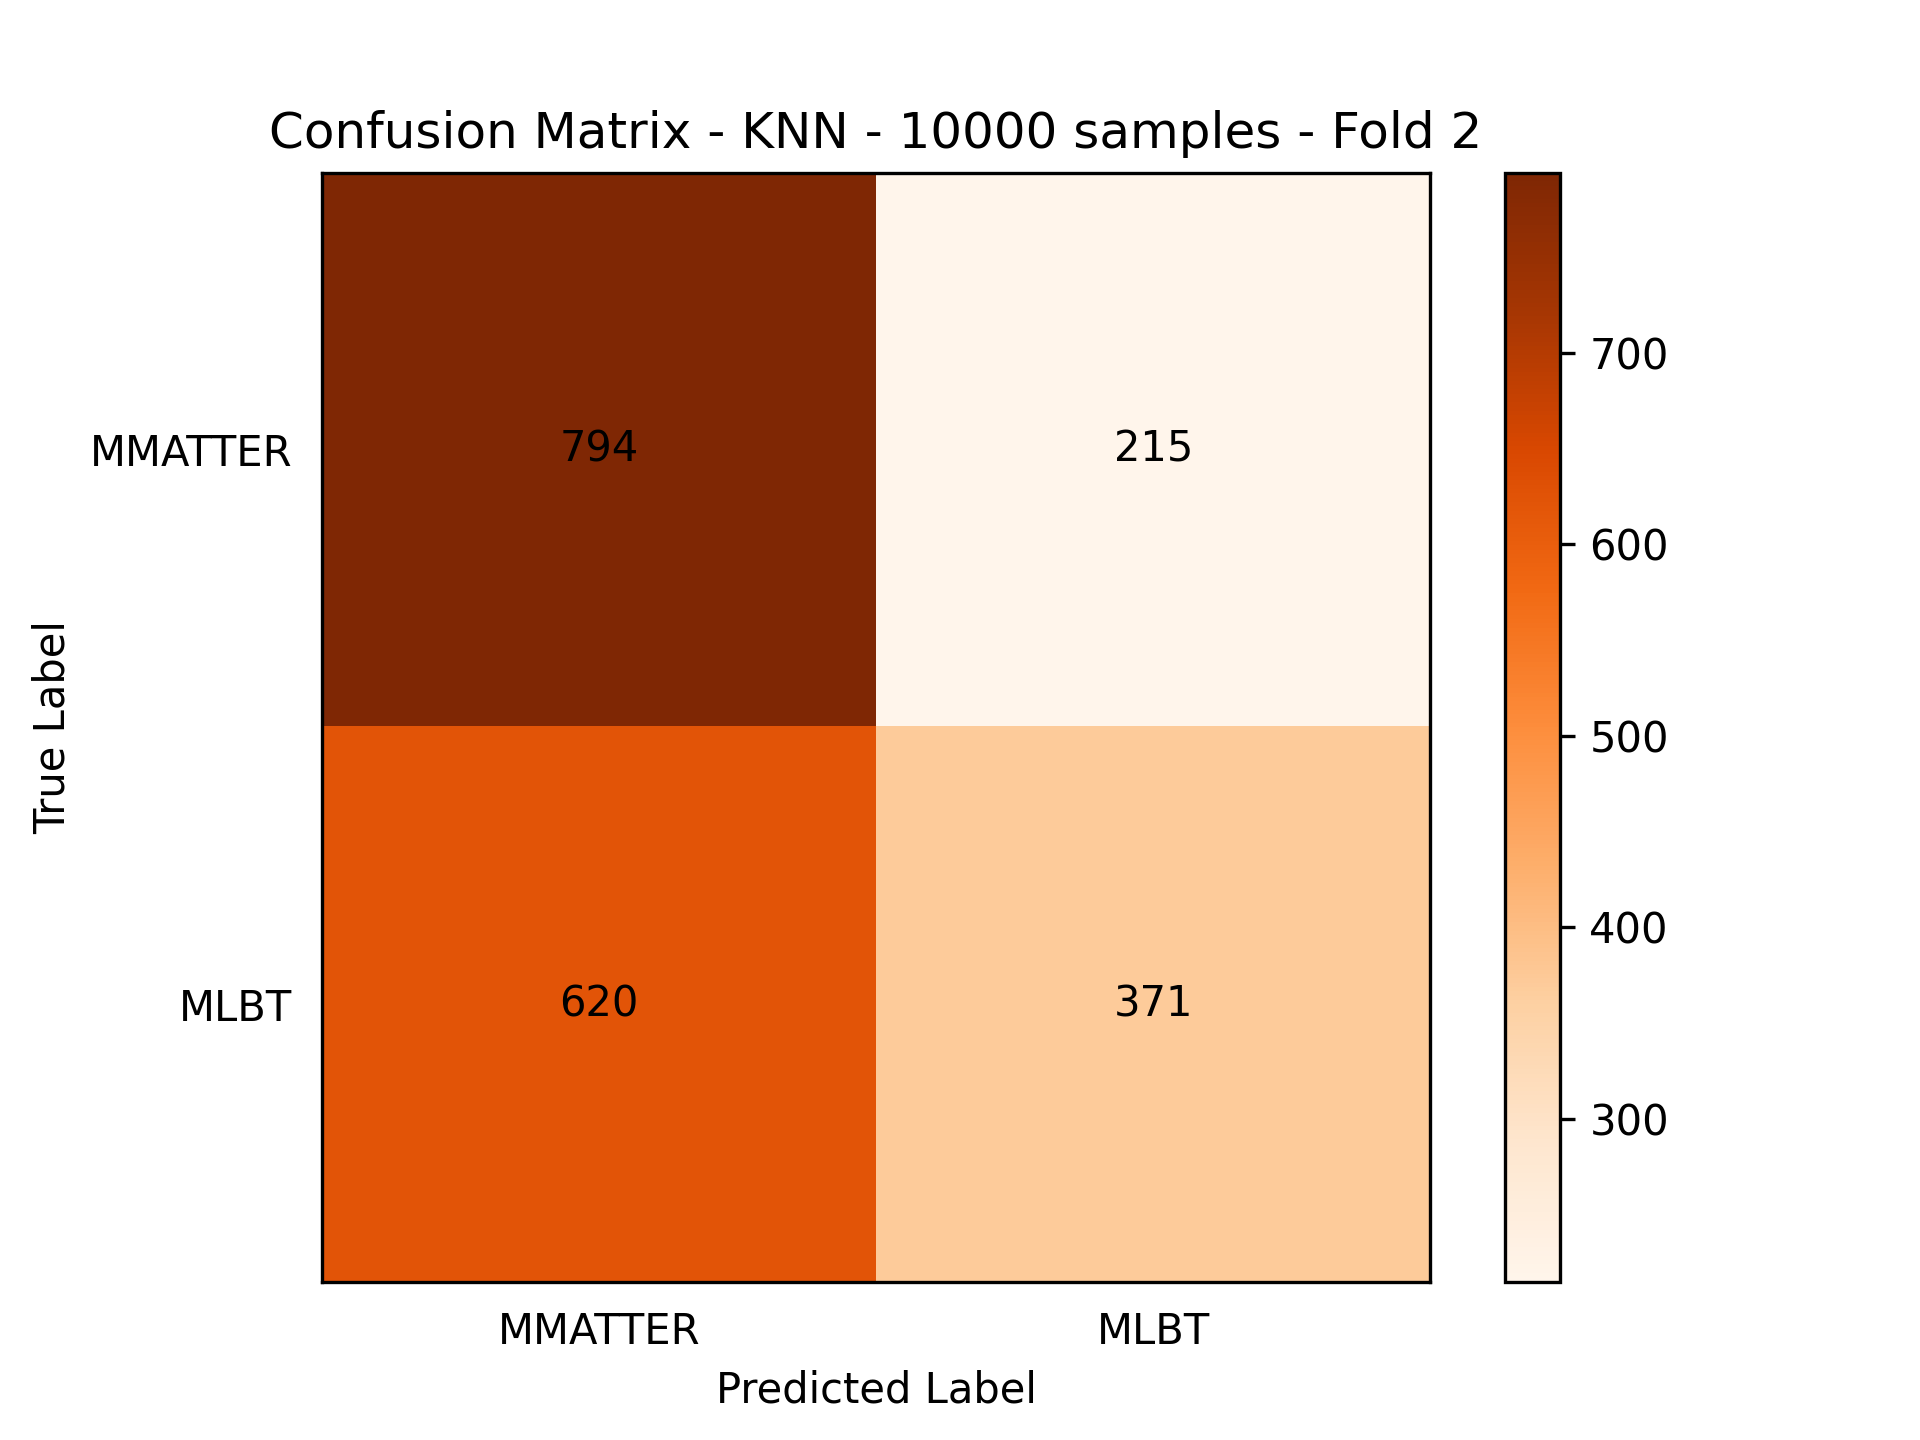 Confusion Matrix - KNN - 10000 samples - Fold 2
MMATTER
794
215
MLBT
620
371
MMATTER
MLBT
Predicted Label
True Label
700
600
500
400
300